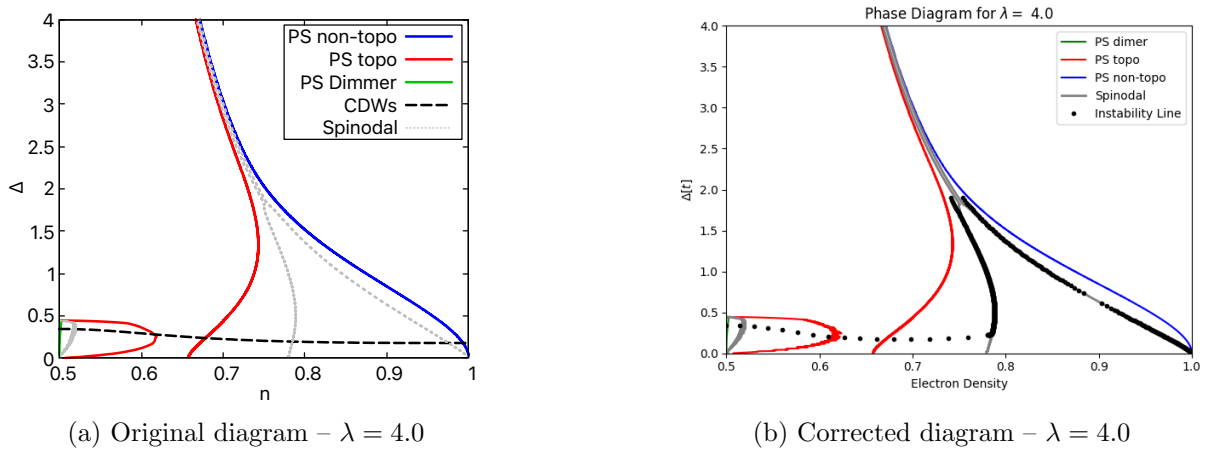 4
3.5
3
2.5
2
1.5
1
0.5
0
Δ
0.5 0.6 0.7 0.8 0.9 1
n
PS non-topo
PS topo
PS Dimmer
CDWs
Spinodal
(a) Original diagram – λ = 4.0
Phase Diagram for λ = 4.0
4.0
3.5
3.0
2.5
2.0
1.5
1.0
0.5
0.0
Δ[t]
0.5 0.6 0.7 0.8 0.9 1.0
Electron Density
PS dimer
PS topo
PS non-topo
Spinodal
Instability Line
(b) Corrected diagram – λ = 4.0